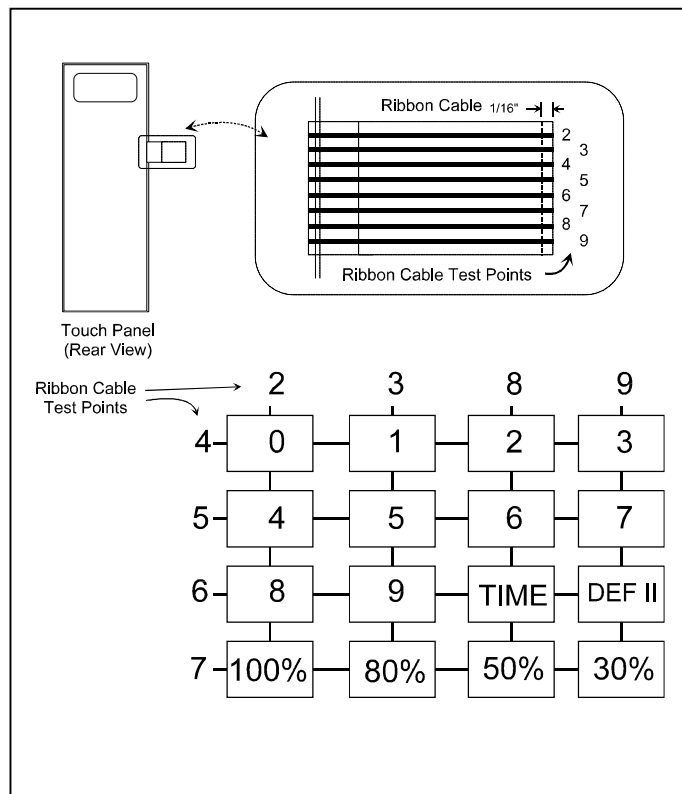 Ribbon Cable 1/16"
2
3
4
5
6
7
8
9
Ribbon Cable Test Points
Touch Panel
(Rear View)
Ribbon Cable
Test Points
2 3 8 9
4 0 1 2 3
5 4 5 6 7
6 8 9 TIME DEF II
7 100% 80% 50% 30%